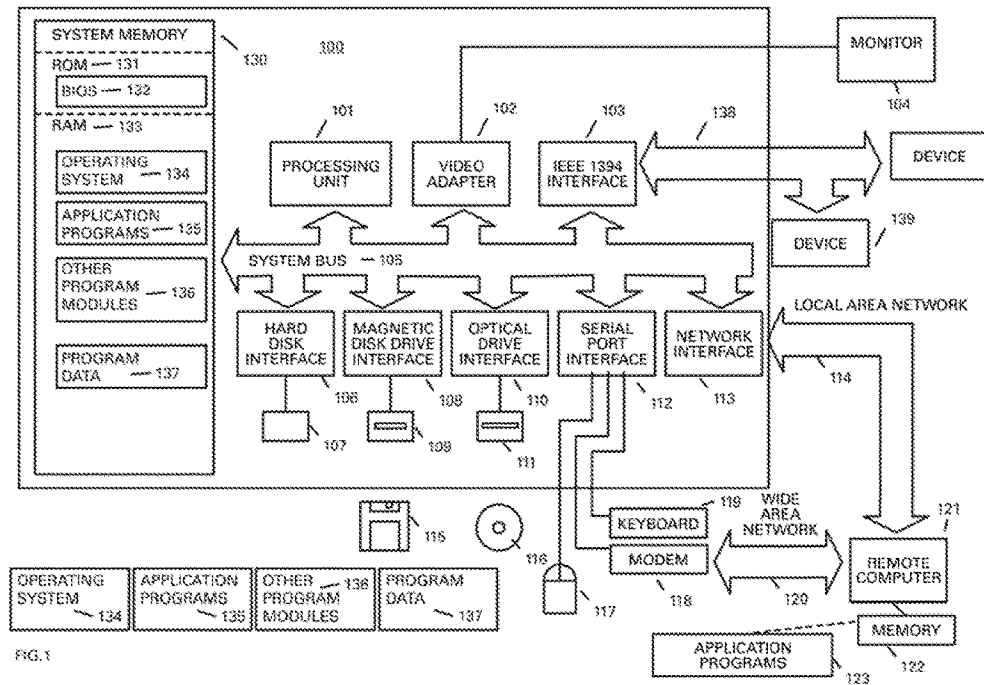 SYSTEM MEMORY
130
100
ROM 131
BIOS 132
RAM 133
OPERATING
SYSTEM 134
APPLICATION
PROGRAMS 135
OTHER
PROGRAM
MODULES 136
PROGRAM
DATA 137
101
PROCESSING
UNIT
102
VIDEO
ADAPTER
103
IEEE 1394
INTERFACE
138
MONITOR
104
DEVICE
DEVICE
139
SYSTEM BUS 105
HARD
DISK
INTERFACE
106
107
MAGNETIC
DISK DRIVE
INTERFACE
108
109
OPTICAL
DRIVE
INTERFACE
110
111
SERIAL
PORT
INTERFACE
112
NETWORK
INTERFACE
113
LOCAL AREA NETWORK
114
115
116
117
119
KEYBOARD
MODEM
118
WIDE
AREA
NETWORK
120
121
REMOTE
COMPUTER
MEMORY
122
APPLICATION
PROGRAMS
123
OPERATING
SYSTEM
134
APPLICATION
PROGRAMS
135
OTHER 136
PROGRAM
MODULES
PROGRAM
DATA
137
FIG.1